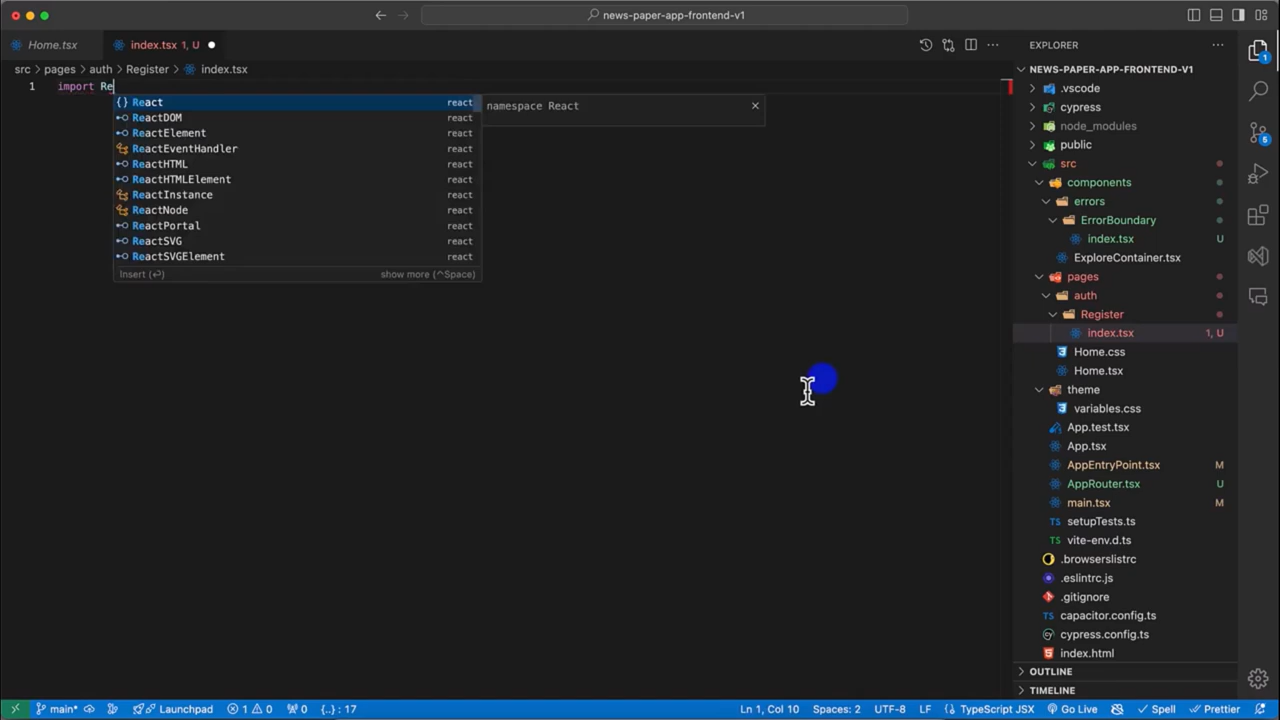 news-paper-app-frontend-v1
Home.tsx
index.tsx 1, U
EXPLORER
src > pages > auth > Register > index.tsx
1 import Re
React react
ReactDOM react
ReactElement react
ReactEventHandler react
ReactHTML react
ReactHTMLElement react
ReactInstance react
ReactNode react
ReactPortal react
ReactSVG react
ReactSVGElement react
Insert (⏎) show more (^Space)
namespace React
NEWS-PAPER-APP-FRONTEND-V1
.vscode
cypress
node_modules
public
src
components
errors
ErrorBoundary
index.tsx U
ExploreContainer.tsx
pages
auth
Register
index.tsx 1, U
Home.css
Home.tsx
theme
variables.css
App.test.tsx
App.tsx
AppEntryPoint.tsx M
AppRouter.tsx U
main.tsx M
setupTests.ts
vite-env.d.ts
.browserslistrc
.eslintrc.js
.gitignore
capacitor.config.ts
cypress.config.ts
index.html
OUTLINE
TIMELINE
1
5
main* Launchpad 1 0 0 {..} : 17 Ln 1, Col 10 Spaces: 2 UTF-8 LF {} TypeScript JSX Go Live Spell Prettier